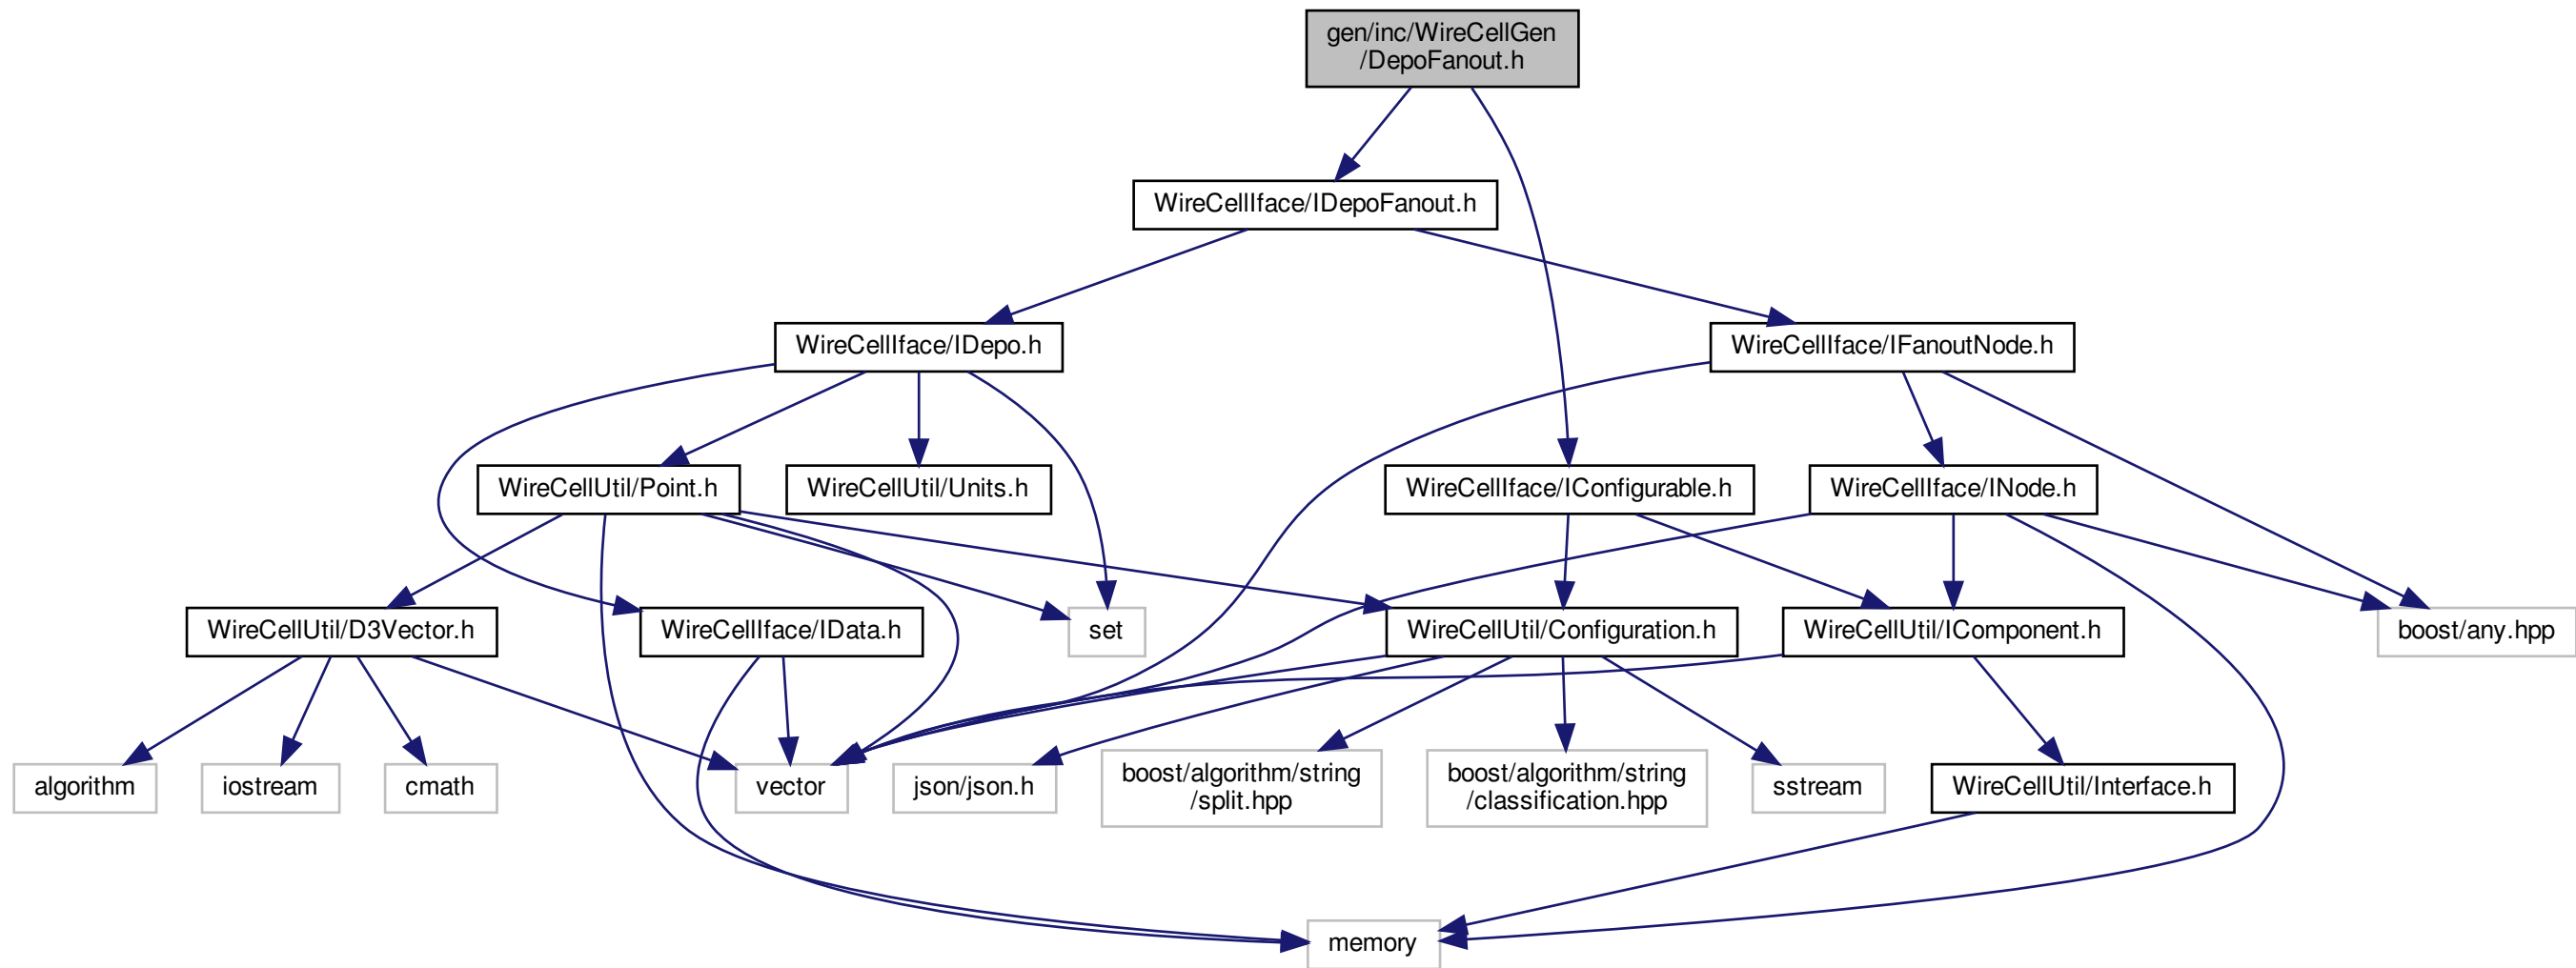 gen/inc/WireCellGen
/DepoFanout.h
WireCellIface/IDepoFanout.h
WireCellIface/IDepo.h
WireCellIface/IFanoutNode.h
WireCellUtil/Point.h
WireCellUtil/Units.h
WireCellIface/IConfigurable.h
WireCellIface/INode.h
WireCellUtil/D3Vector.h
WireCellIface/IData.h
set
WireCellUtil/Configuration.h
WireCellUtil/IComponent.h
boost/any.hpp
algorithm
iostream
cmath
vector
json/json.h
boost/algorithm/string
/split.hpp
boost/algorithm/string
/classification.hpp
sstream
WireCellUtil/Interface.h
memory